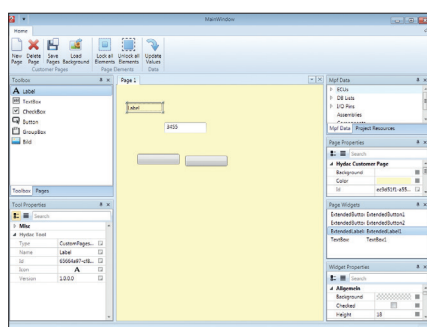 MainWindow
Home
New Page
Delete Page
Save Pages
Load Background
Lock all Elements
Unlock all Elements
Update Values
Customer Pages
Page Elements
Data
Toolbox
Label
TextBox
CheckBox
Button
GroupBox
Bild
Toolbox Pages
Tool Properties
Search
Misc
Hydac Tool
Type CustomPages...
Name Label
Id
Icon A
Version 1.0.0.0
Page 1
Label
3455
Mpf Data
ECUs
DB Lists
I/O Pins
Assemblies
Mpf Data Project Resources
Page Properties
Search
Hydac Customer Page
Background
Color
Id
Page Widgets
ExtendedButton ExtendedButton1
ExtendedButton ExtendedButton2
ExtendedLabel ExtendedLabel1
TextBox TextBox1
Widget Properties
Search
Allgemein
Background
Checked
Height 18